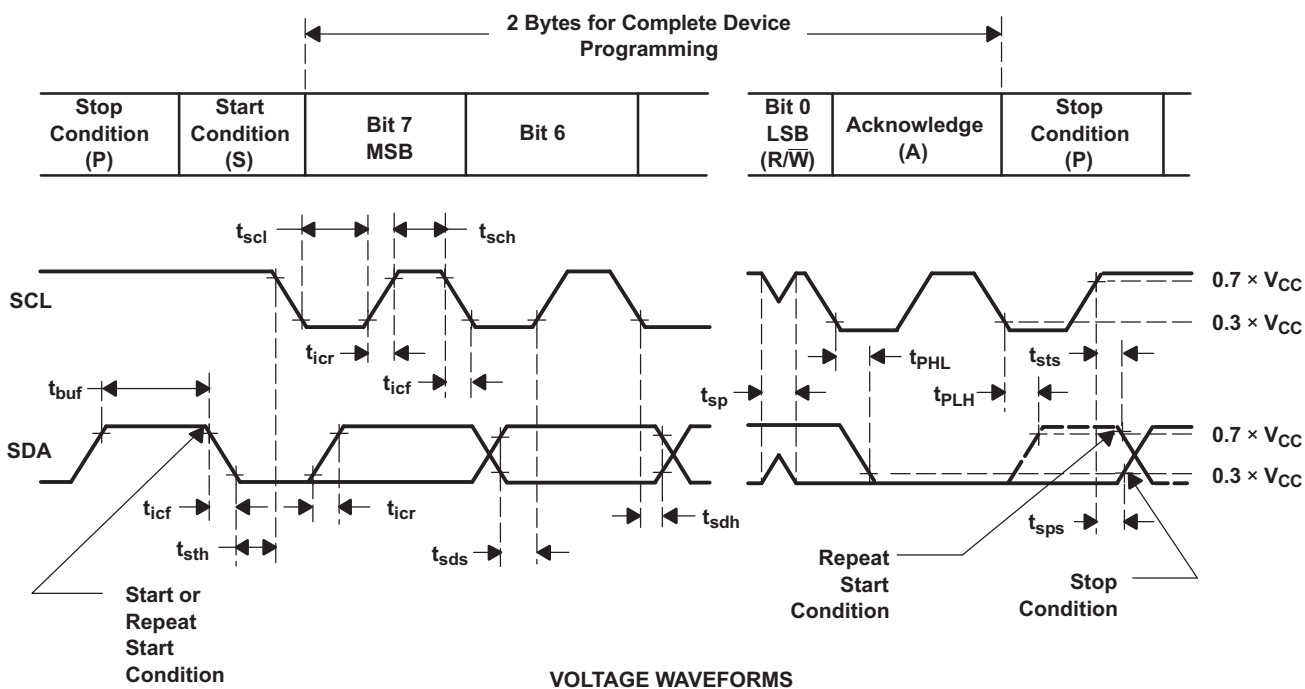 2 Bytes for Complete Device
Programming
Stop
Condition
(P)
Start
Condition
(S)
Bit 7
MSB
Bit 6
Bit 0
LSB
(R/W̅)
Acknowledge
(A)
Stop
Condition
(P)
tscl
tsch
0.7 × VCC
SCL
0.3 × VCC
ticr
tPHL
tsts
tbuf
ticf
tsp
tPLH
0.7 × VCC
SDA
0.3 × VCC
ticf
ticr
tsdh
tsps
tsth
tsds
Repeat
Start
Condition
Stop
Condition
Start or
Repeat
Start
Condition
VOLTAGE WAVEFORMS